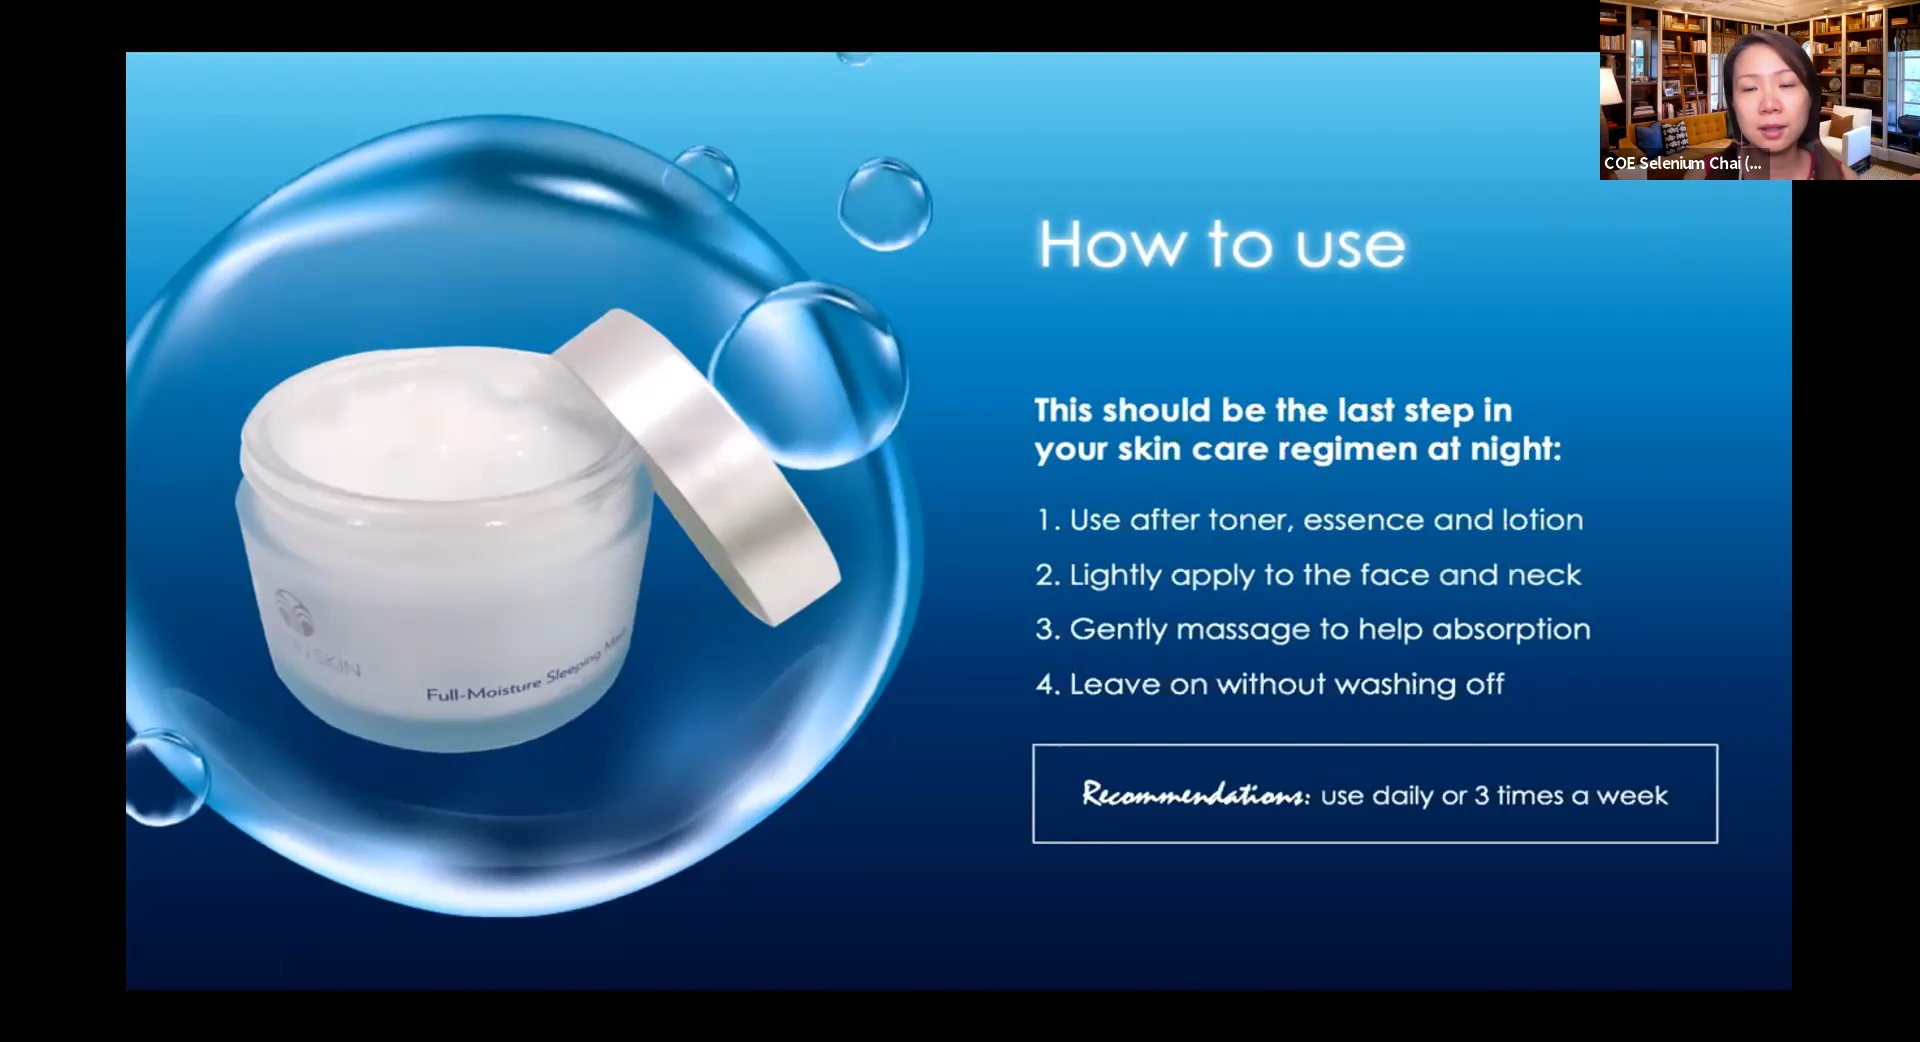 COE Selenium Chai (...
How to use
This should be the last step in
your skin care regimen at night:
1. Use after toner, essence and lotion
2. Lightly apply to the face and neck
3. Gently massage to help absorption
4. Leave on without washing off
Recommendations: use daily or 3 times a week
SKIN
Full-Moisture Sleeping